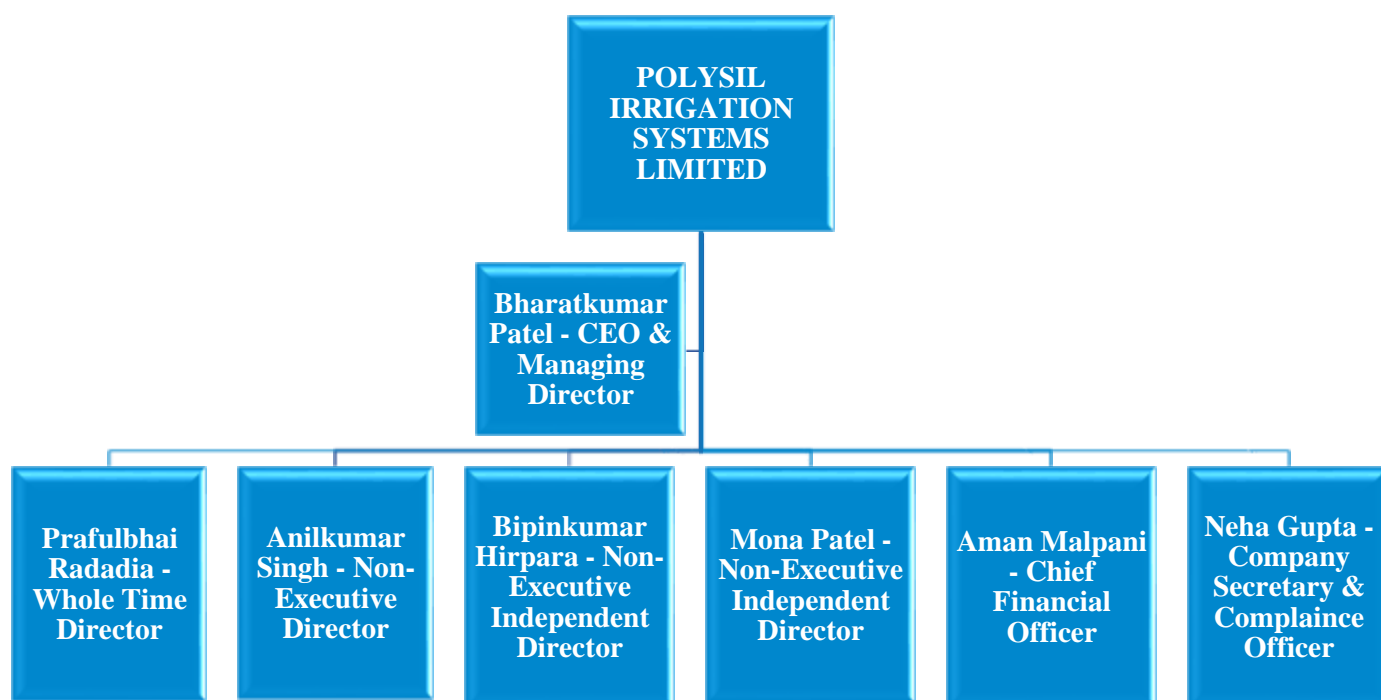 POLYSIL
IRRIGATION
SYSTEMS
LIMITED
Bharatkumar
Patel - CEO &
Managing
Director
Prafulbhai
Radadia -
Whole Time
Director
Anilkumar
Singh - Non-
Executive
Director
Bipinkumar
Hirpara - Non-
Executive
Independent
Director
Mona Patel -
Non-Executive
Independent
Director
Aman Malpani
- Chief
Financial
Officer
Neha Gupta -
Company
Secretary &
Complaince
Officer